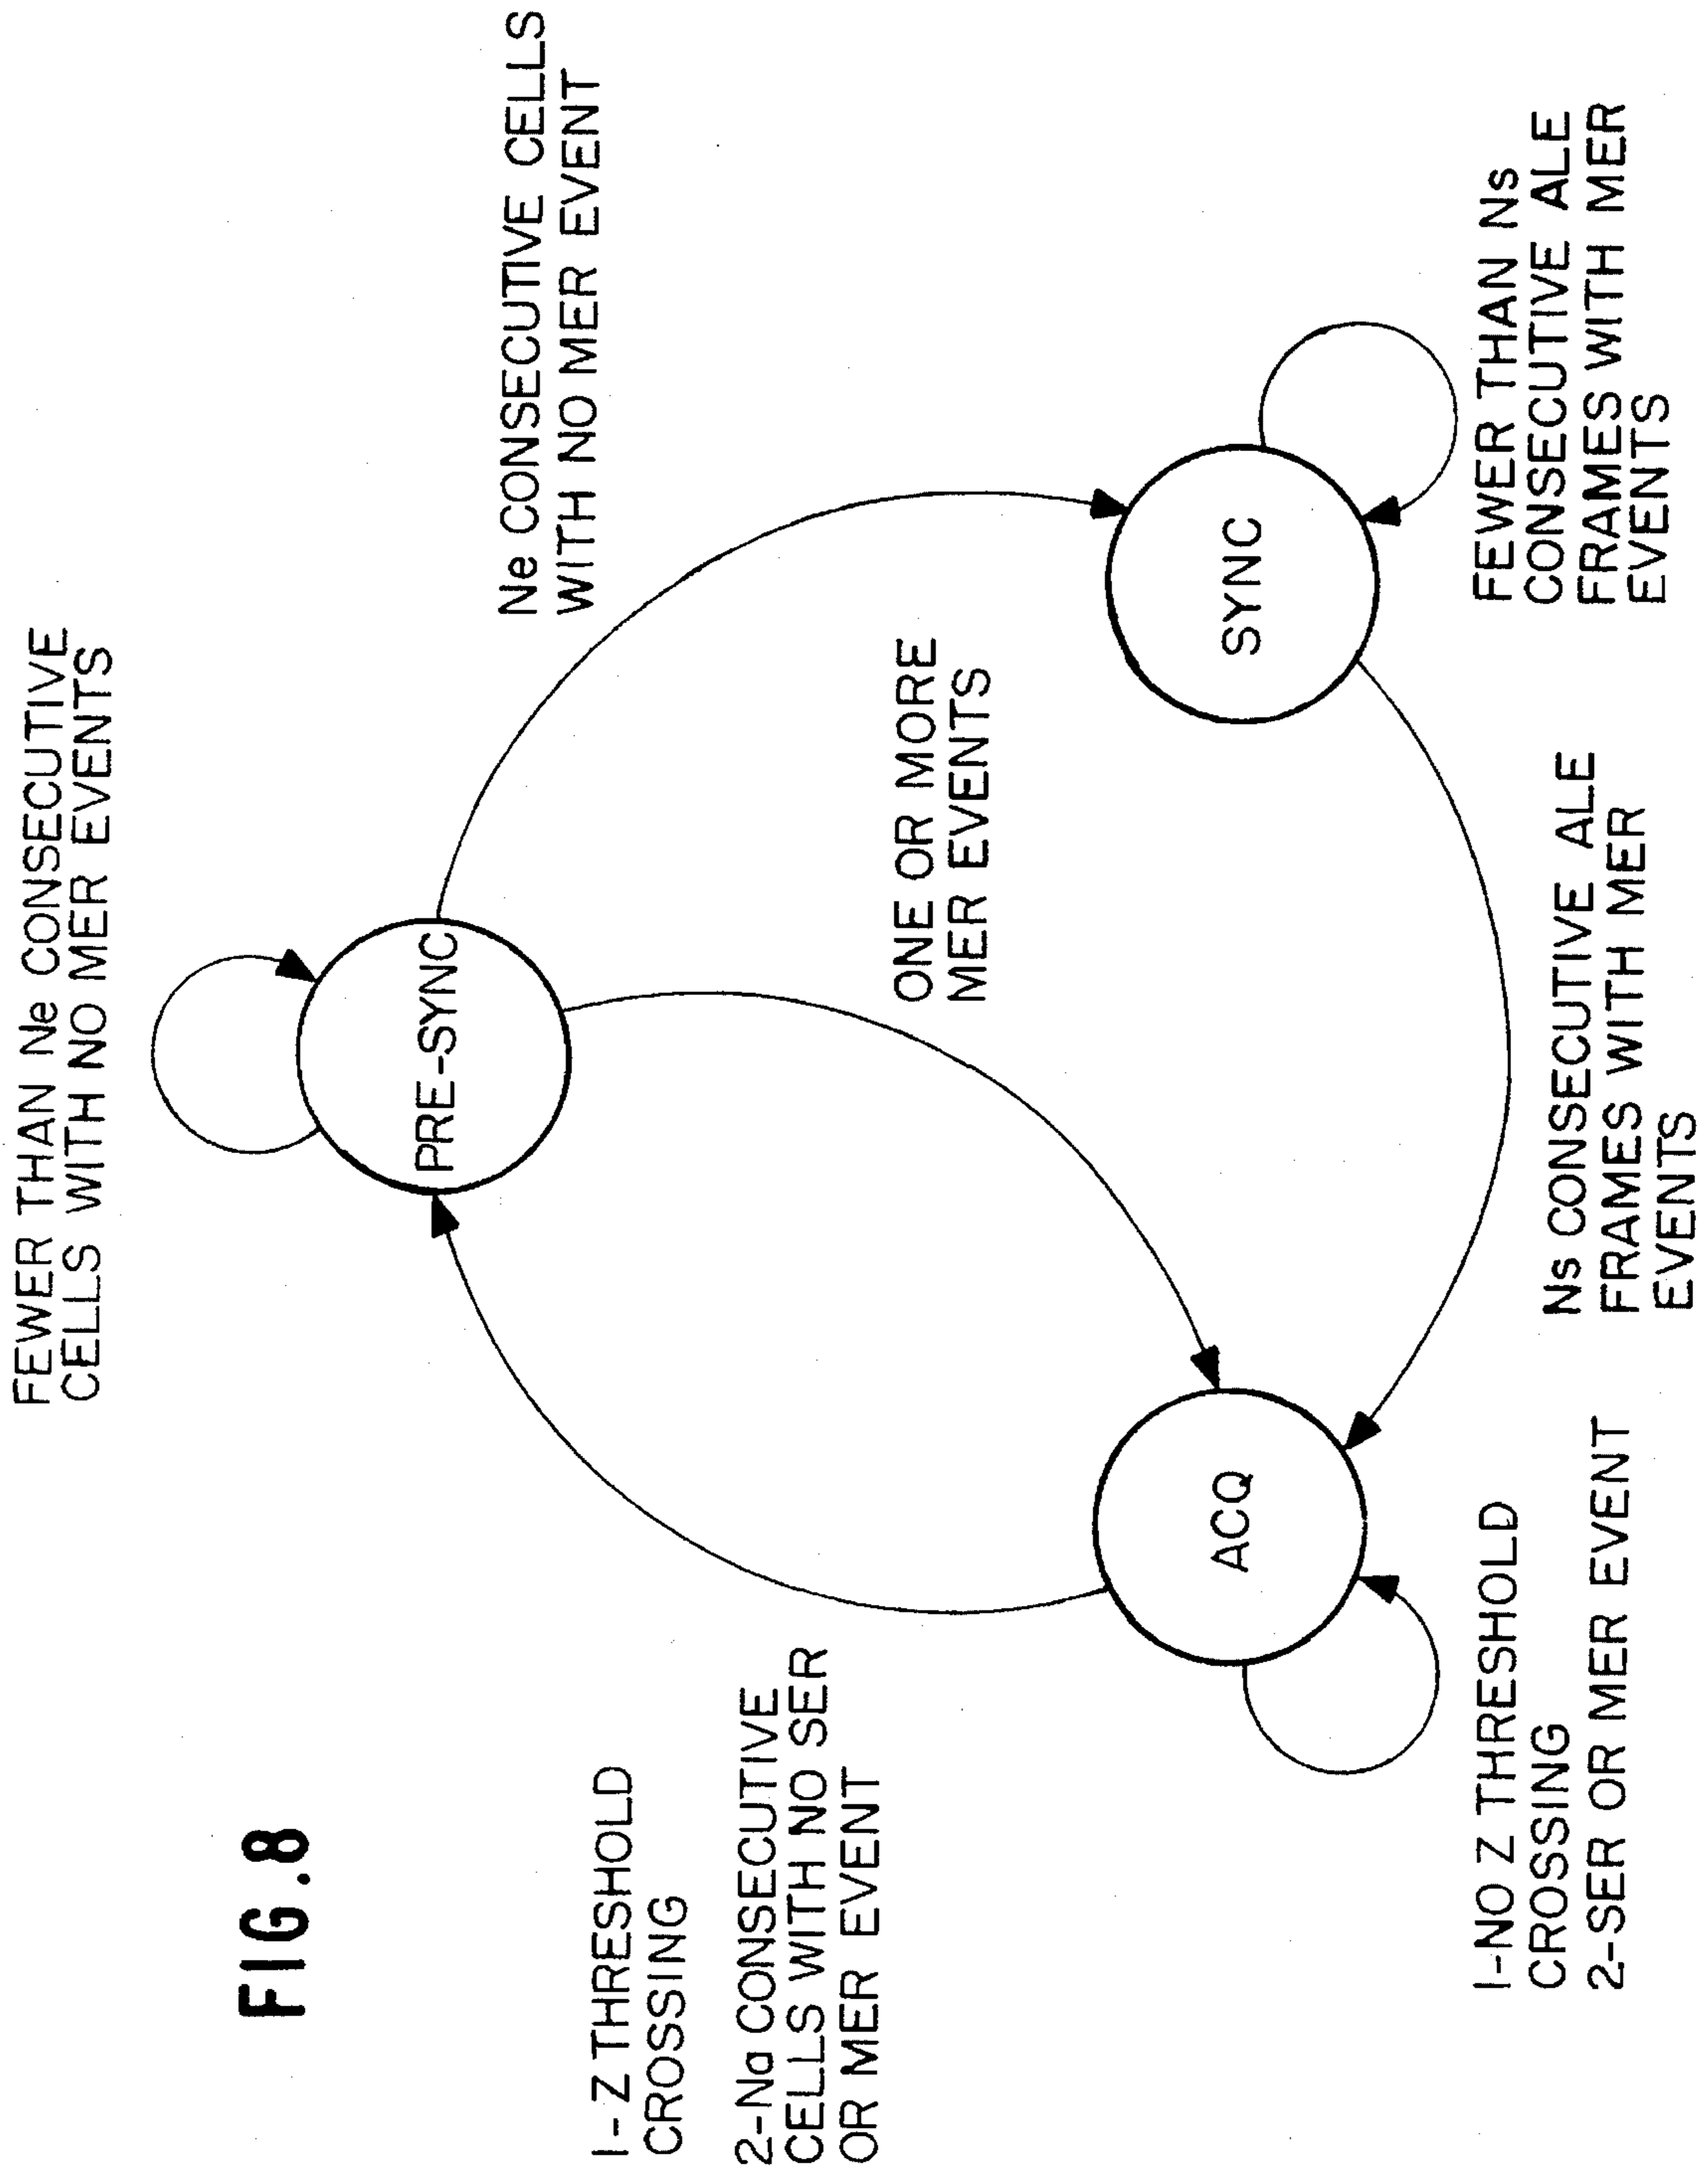 FIG.8
FEWER THAN Ne CONSECUTIVE
CELLS WITH NO MER EVENTS
PRE-SYNC
Ne CONSECUTIVE CELLS
WITH NO MER EVENT
1-Z THRESHOLD
CROSSING
2-Na CONSECUTIVE
CELLS WITH NO SER
OR MER EVENT
ONE OR MORE
MER EVENTS
ACQ
SYNC
1-NO Z THRESHOLD
CROSSING
2-SER OR MER EVENT
Ns CONSECUTIVE ALE
FRAMES WITH MER
EVENTS
FEWER THAN Ns
CONSECUTIVE ALE
FRAMES WITH MER
EVENTS